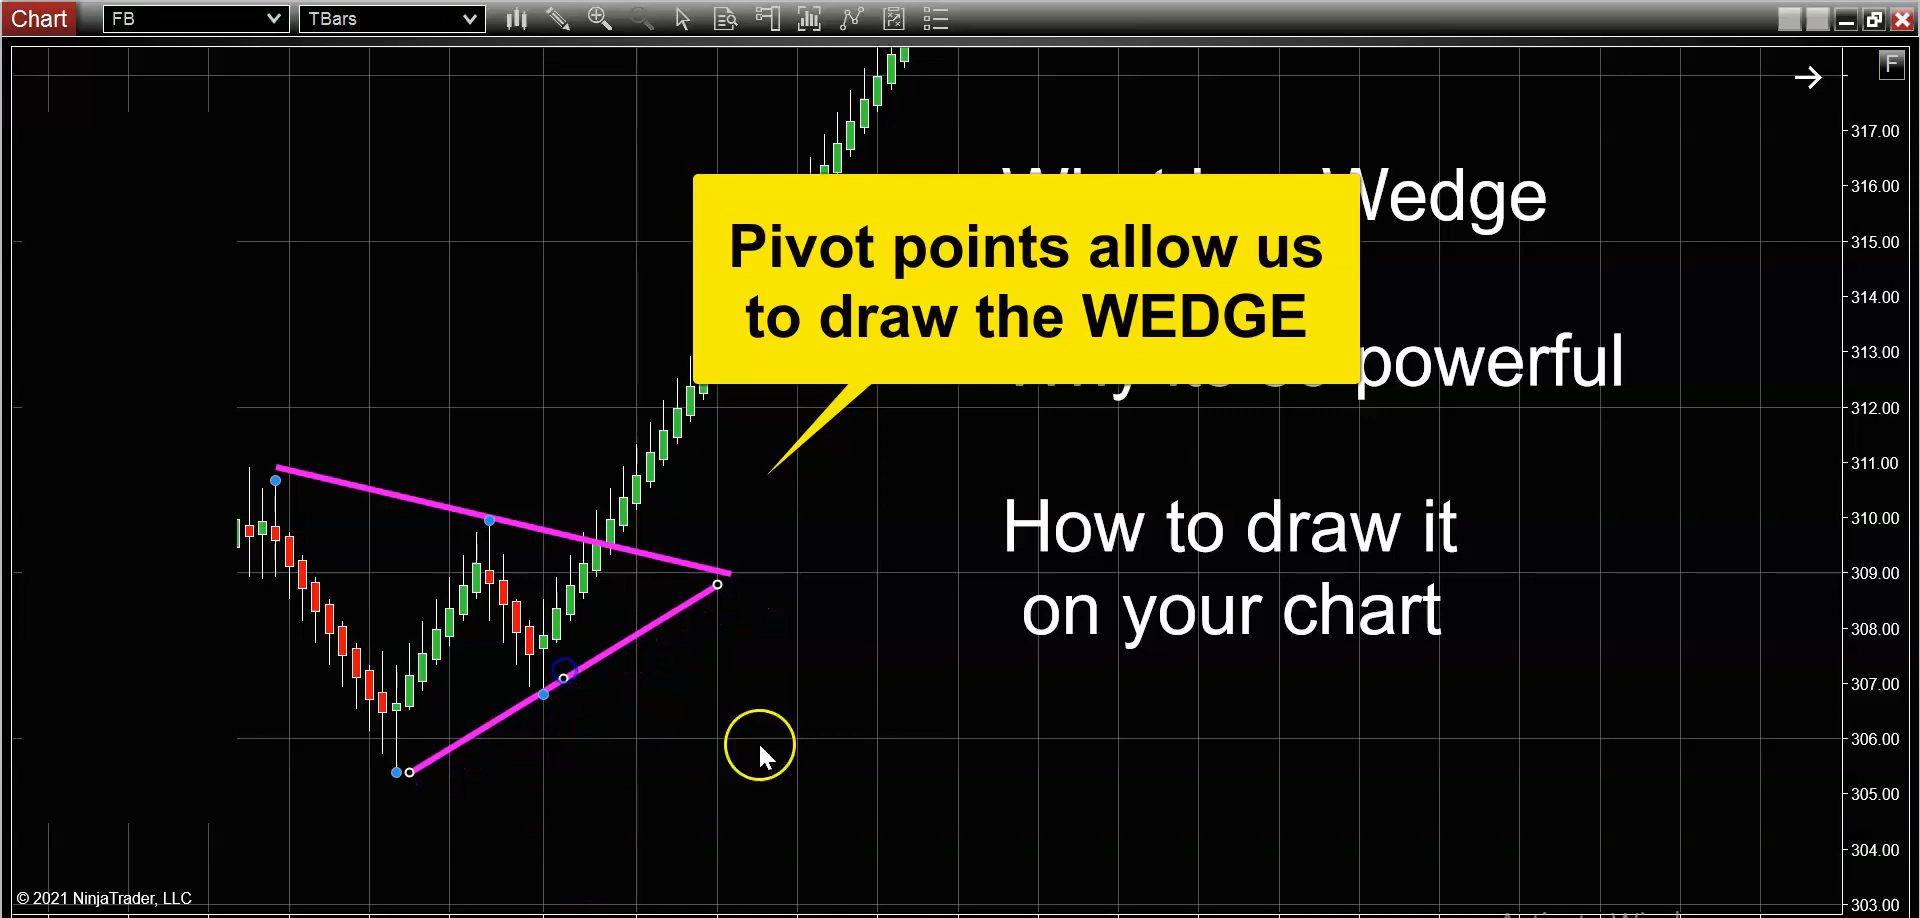 Chart
FB
TBars
F
317.00
316.00
315.00
314.00
313.00
312.00
311.00
310.00
309.00
308.00
307.00
306.00
305.00
304.00
303.00
Wedge
Pivot points allow us
to draw the WEDGE
powerful
How to draw it
on your chart
© 2021 NinjaTrader, LLC